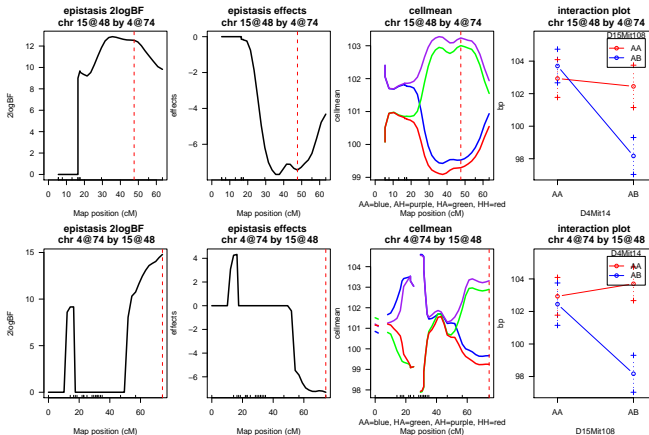 epistasis 2logBF
chr 15@48 by 4@74
2logBF
0 2 4 6 8 10 12
0 10 20 30 40 50 60
Map position (cM)
epistasis effects
chr 15@48 by 4@74
effects
-6 -4 -2 0
0 10 20 30 40 50 60
Map position (cM)
cellmean
chr 15@48 by 4@74
cellmean
99 100 101 102 103
0 10 20 30 40 50 60
Map position (cM)
AA=blue, AH=purple, HA=green, HH=red
interaction plot
chr 15@48 by 4@74
bp
98 100 102 104
D15Mit108
AA
AB
AA AB
D4Mit14
epistasis 2logBF
chr 4@74 by 15@48
2logBF
0 5 10 15
0 20 40 60
Map position (cM)
epistasis effects
chr 4@74 by 15@48
effects
-6 -4 -2 0 2 4
0 20 40 60
Map position (cM)
cellmean
chr 4@74 by 15@48
cellmean
98 99 100 101 102 103 104
0 20 40 60
Map position (cM)
AA=blue, HA=green, AH=purple, HH=red
interaction plot
chr 4@74 by 15@48
bp
98 100 102 104
D4Mit14
AA
AB
AA AB
D15Mit108